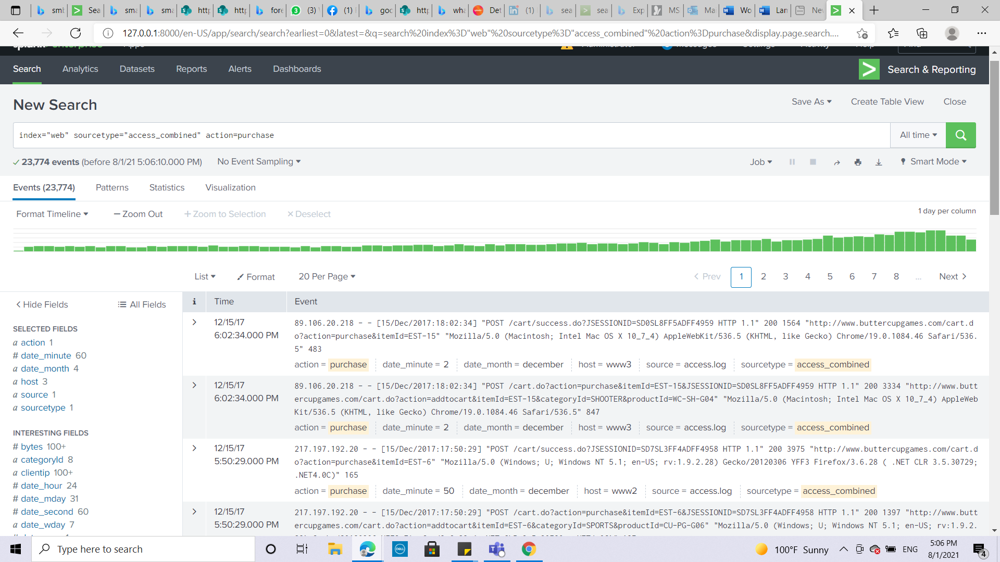 smb
Sea
sma
sma
http
http
fore
(3) (
(1)
goo
http
wha
Det
(1)
sea
sea
Exp
MS
Ma
Wo
Lan
Nev
127.0.0.1:8000/en-US/app/search/search?earliest=0&latest=&q=search%20index%3D"web"%20sourcetype%3D"access_combined"%20action%3Dpurchase&display.page.search....
Search Analytics Datasets Reports Alerts Dashboards
Search & Reporting
New Search
Save As Create Table View Close
index="web" sourcetype="access_combined" action=purchase
All time
23,774 events (before 8/1/21 5:06:10.000 PM) No Event Sampling
Job Smart Mode
Events (23,774) Patterns Statistics Visualization
Format Timeline — Zoom Out + Zoom to Selection × Deselect
1 day per column
List Format 20 Per Page
< Prev 1 2 3 4 5 6 7 8 ... Next >
< Hide Fields All Fields
i Time Event
SELECTED FIELDS
a action 1
# date_minute 60
a date_month 4
a host 3
a source 1
a sourcetype 1
INTERESTING FIELDS
# bytes 100+
a categoryId 8
a clientip 100+
# date_hour 24
# date_mday 31
# date_second 60
a date_wday 7
12/15/17
6:02:34.000 PM
89.106.20.218 - - [15/Dec/2017:18:02:34] "POST /cart/success.do?JSESSIONID=SD0SL8FF5ADFF4959 HTTP 1.1" 200 1564 "http://www.buttercupgames.com/cart.d
o?action=purchase&itemId=EST-15" "Mozilla/5.0 (Macintosh; Intel Mac OS X 10_7_4) AppleWebKit/536.5 (KHTML, like Gecko) Chrome/19.0.1084.46 Safari/536.
5" 483
action = purchase date_minute = 2 date_month = december host = www3 source = access.log sourcetype = access_combined
12/15/17
6:02:34.000 PM
89.106.20.218 - - [15/Dec/2017:18:02:34] "POST /cart.do?action=purchase&itemId=EST-15&JSESSIONID=SD0SL8FF5ADFF4959 HTTP 1.1" 200 3334 "http://www.butt
ercupgames.com/cart.do?action=addtocart&itemId=EST-15&categoryId=SHOOTER&productId=WC-SH-G04" "Mozilla/5.0 (Macintosh; Intel Mac OS X 10_7_4) AppleWeb
Kit/536.5 (KHTML, like Gecko) Chrome/19.0.1084.46 Safari/536.5" 847
action = purchase date_minute = 2 date_month = december host = www3 source = access.log sourcetype = access_combined
12/15/17
5:50:29.000 PM
217.197.192.20 - - [15/Dec/2017:17:50:29] "POST /cart/success.do?JSESSIONID=SD7SL3FF4ADFF4958 HTTP 1.1" 200 3975 "http://www.buttercupgames.com/cart.d
o?action=purchase&itemId=EST-6" "Mozilla/5.0 (Windows; U; Windows NT 5.1; en-US; rv:1.9.2.28) Gecko/20120306 YFF3 Firefox/3.6.28 ( .NET CLR 3.5.30729;
.NET4.0C)" 165
action = purchase date_minute = 50 date_month = december host = www2 source = access.log sourcetype = access_combined
12/15/17
5:50:29.000 PM
217.197.192.20 - - [15/Dec/2017:17:50:29] "POST /cart.do?action=purchase&itemId=EST-6&JSESSIONID=SD7SL3FF4ADFF4958 HTTP 1.1" 200 1397 "http://www.butt
ercupgames.com/cart.do?action=addtocart&itemId=EST-6&categoryId=SPORTS&productId=CU-PG-G06" "Mozilla/5.0 (Windows; U; Windows NT 5.1; en-US; rv:1.9.2.
Type here to search
DELL
100°F Sunny
ENG
5:06 PM
8/1/2021
4